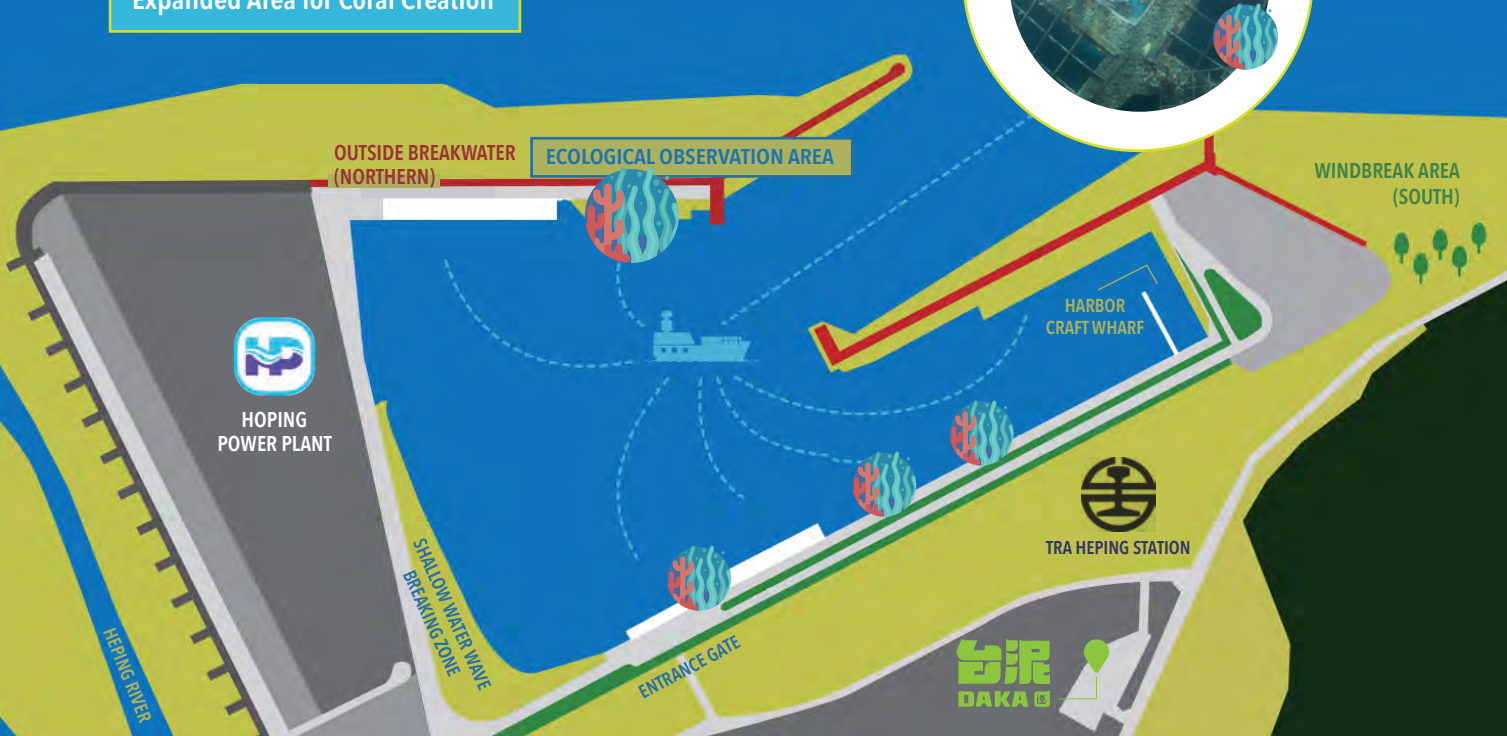 Expanded Area for Coral Creation
OUTSIDE BREAKWATER
(NORTHERN)
ECOLOGICAL OBSERVATION AREA
WINDBREAK AREA
(SOUTH)
HARBOR
CRAFT WHARF
HP
HOPING
POWER PLANT
SHALLOW WATER WAVE
BREAKING ZONE
TRA HEPING STATION
HEPING RIVER
ENTRANCE GATE
台泥
DAKA